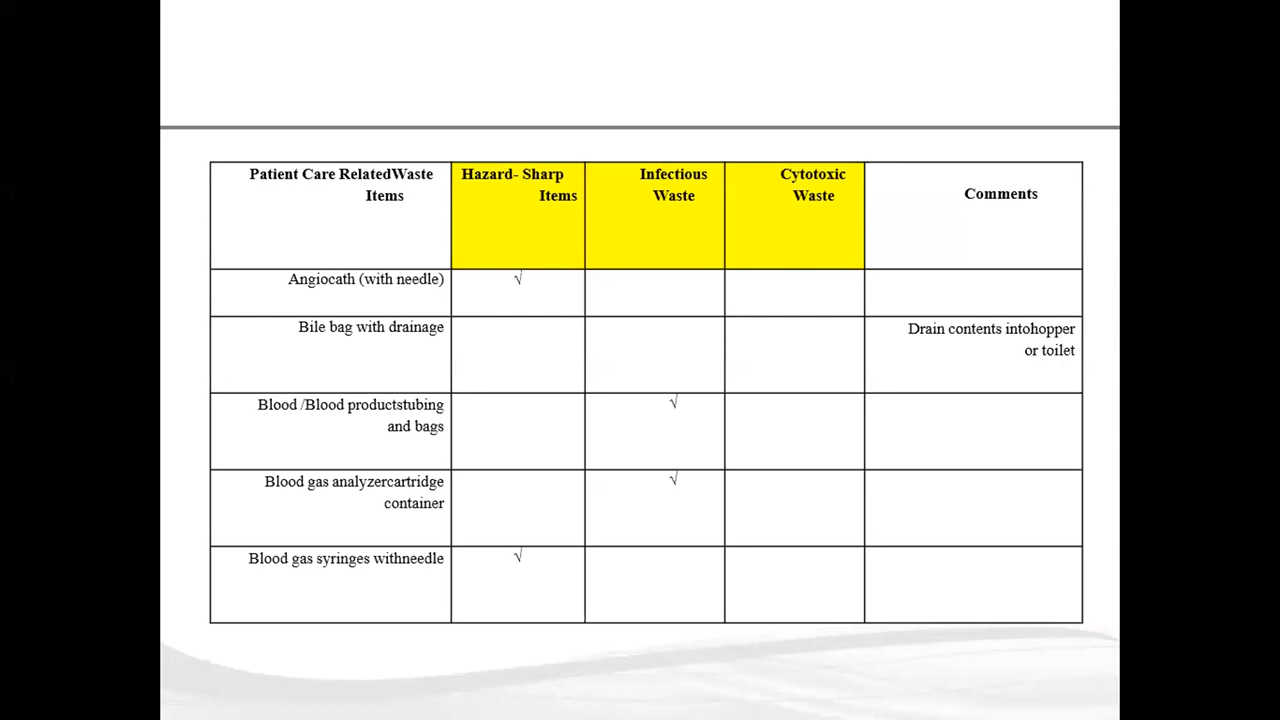 Patient Care RelatedWaste
Items
Hazard- Sharp
Items
Infectious
Waste
Cytotoxic
Waste
Comments
Angiocath (with needle)
√
Bile bag with drainage
Drain contents intohopper
or toilet
Blood /Blood productstubing
and bags
√
Blood gas analyzercartridge
container
√
Blood gas syringes withneedle
√